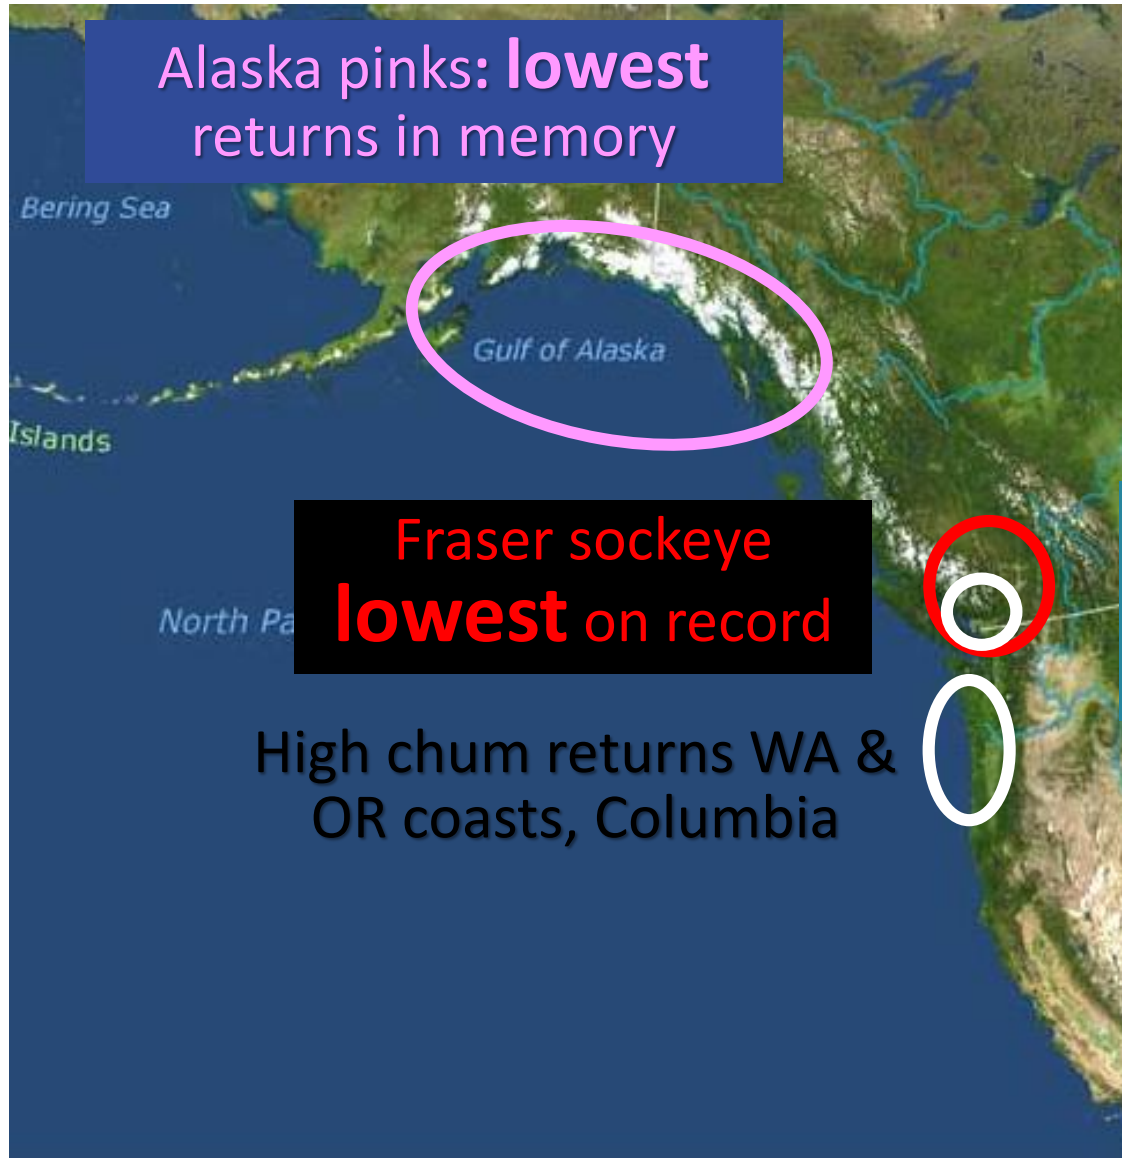 Alaska pinks: lowest
returns in memory
Bering Sea
Gulf of Alaska
Islands
Fraser sockeye
lowest on record
North Pa
High chum returns WA &
OR coasts, Columbia